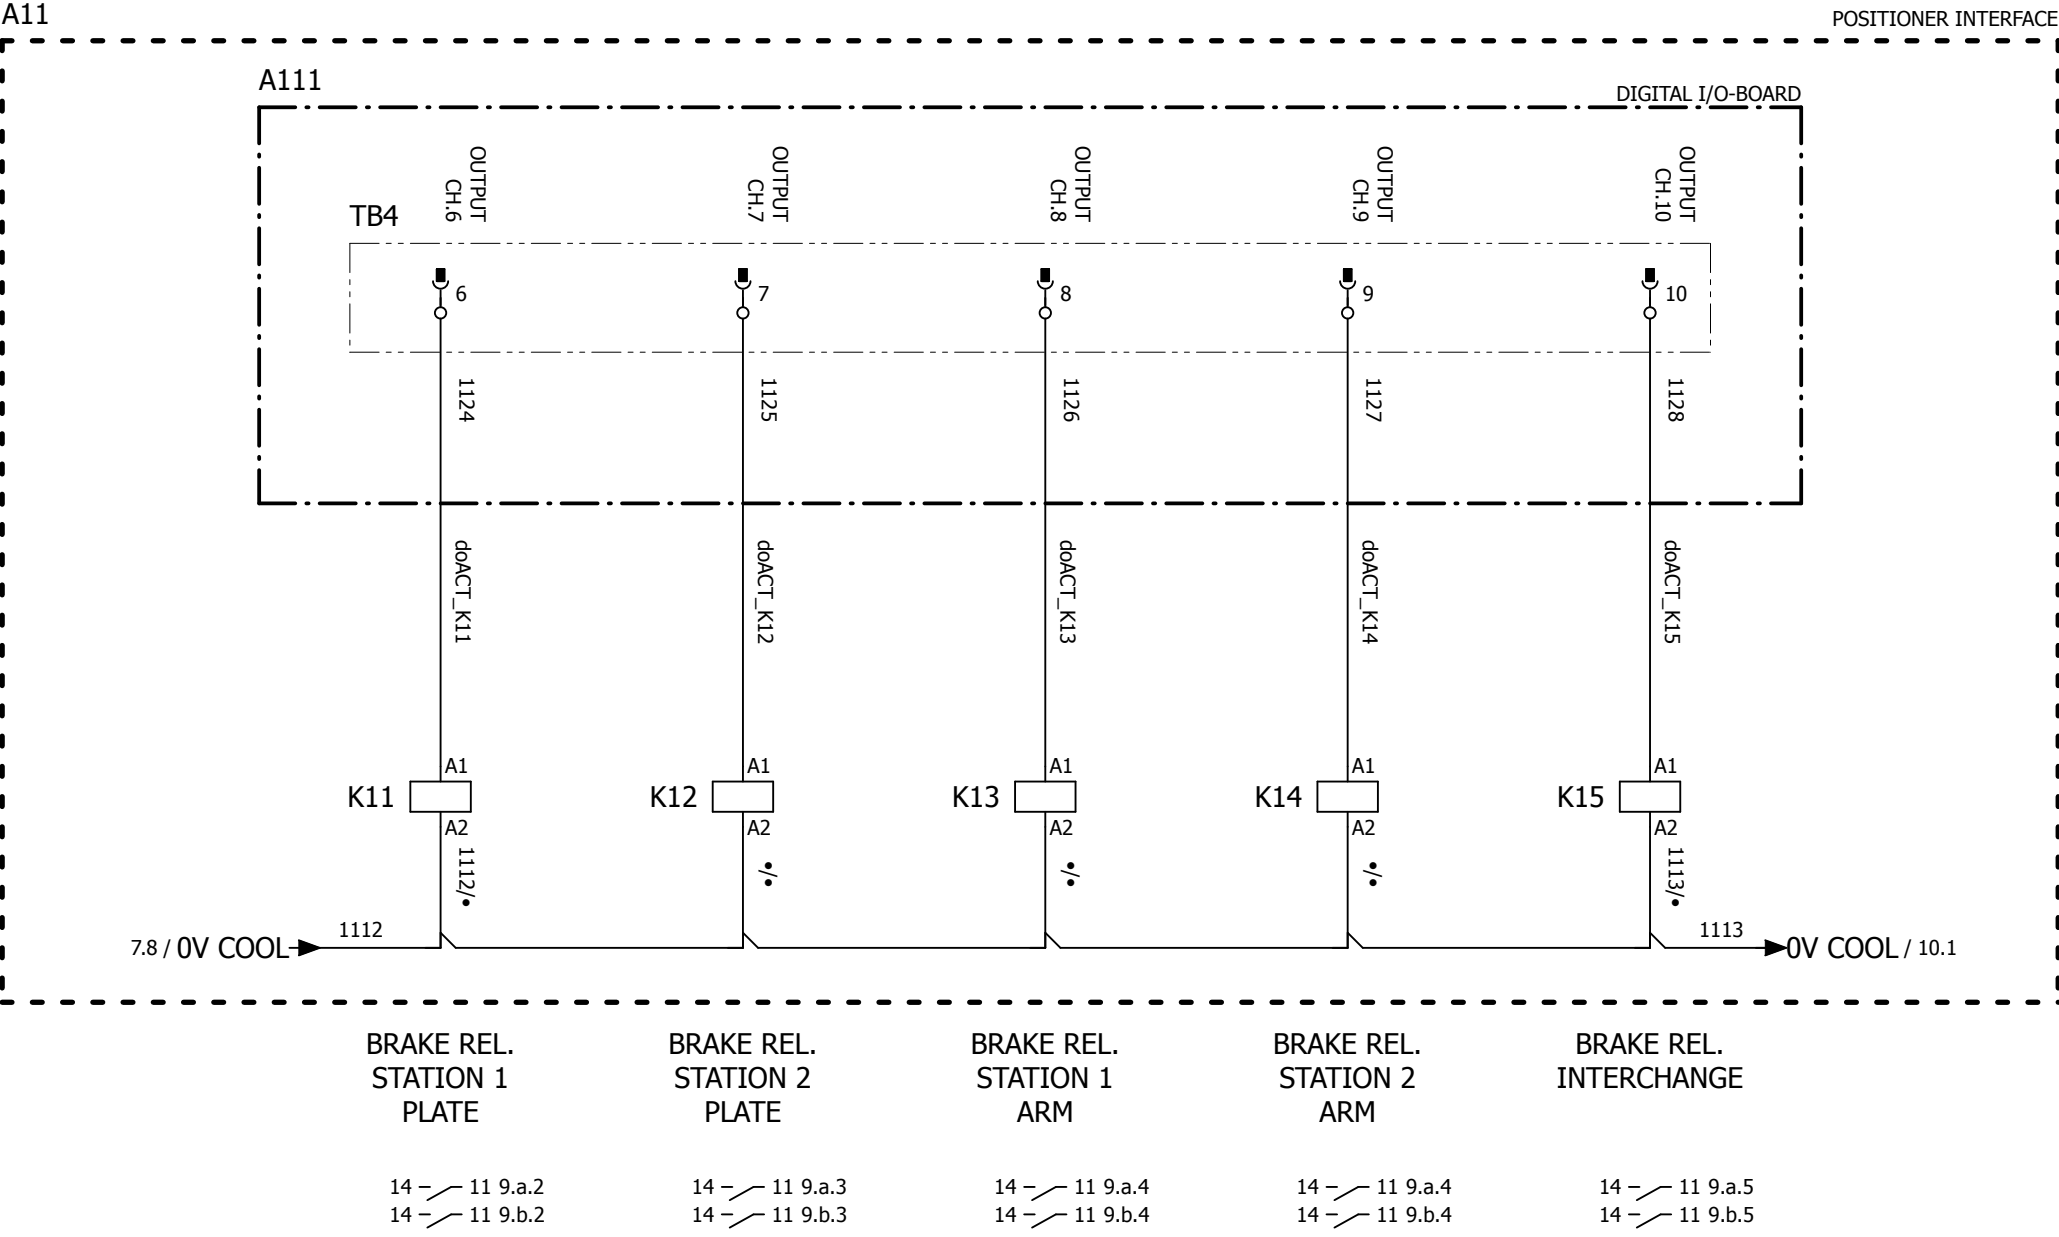 A11
POSITIONER INTERFACE
A111
DIGITAL I/O-BOARD
OUTPUT
CH.6
OUTPUT
CH.7
OUTPUT
CH.8
OUTPUT
CH.9
OUTPUT
CH.10
TB4
6
7
8
9
10
1124
1125
1126
1127
1128
doACT_K11
doACT_K12
doACT_K13
doACT_K14
doACT_K15
A1
A1
A1
A1
A1
K11
K12
K13
K14
K15
A2
A2
A2
A2
A2
1112/•
•/•
•/•
•/•
1113/•
7.8 / 0V COOL
1112
1113
0V COOL / 10.1
BRAKE REL.
STATION 1
PLATE
BRAKE REL.
STATION 2
PLATE
BRAKE REL.
STATION 1
ARM
BRAKE REL.
STATION 2
ARM
BRAKE REL.
INTERCHANGE
14 11 9.a.2
14 11 9.b.2
14 11 9.a.3
14 11 9.b.3
14 11 9.a.4
14 11 9.b.4
14 11 9.a.4
14 11 9.b.4
14 11 9.a.5
14 11 9.b.5